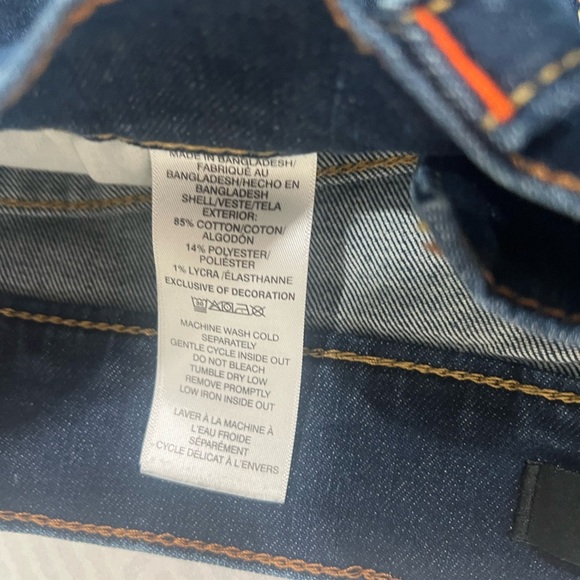 MADE IN BANGLADESH/
FABRIQUÉ AU
BANGLADESH/HECHO EN
BANGLADESH
SHELL/VESTE/TELA
EXTERIOR:
85% COTTON/COTON/
ALGODÓN
14% POLYESTER/
POLIÉSTER
1% LYCRA /ÉLASTHANNE
EXCLUSIVE OF DECORATION
MACHINE WASH COLD
SEPARATELY
GENTLE CYCLE INSIDE OUT
DO NOT BLEACH
TUMBLE DRY LOW
REMOVE PROMPTLY
LOW IRON INSIDE OUT
LAVER À LA MACHINE À
L'EAU FROIDE
SÉPARÉMENT
CYCLE DÉLICAT À L'ENVERS